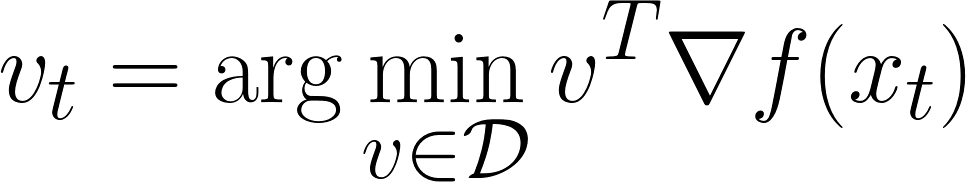 v_t = arg min_{v∈𝒟} v^T ∇f(x_t)